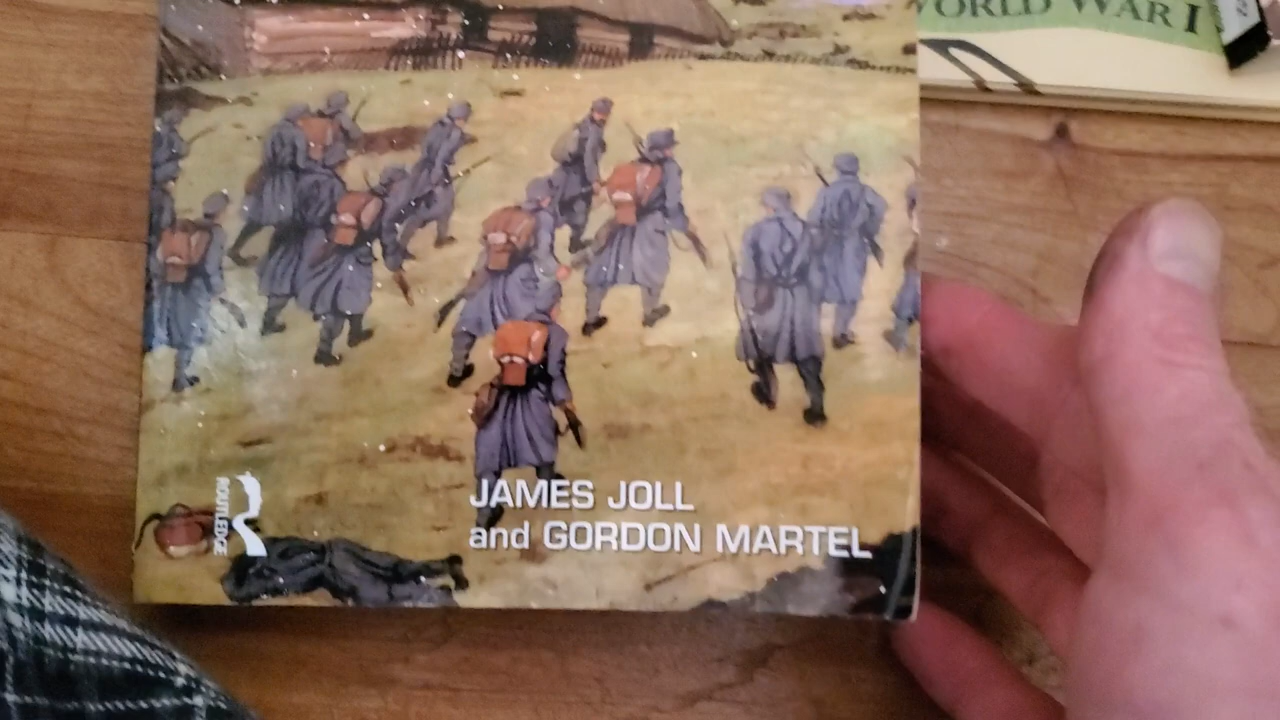 WORLD WAR I
ROUTLEDGE
JAMES JOLL
and GORDON MARTEL